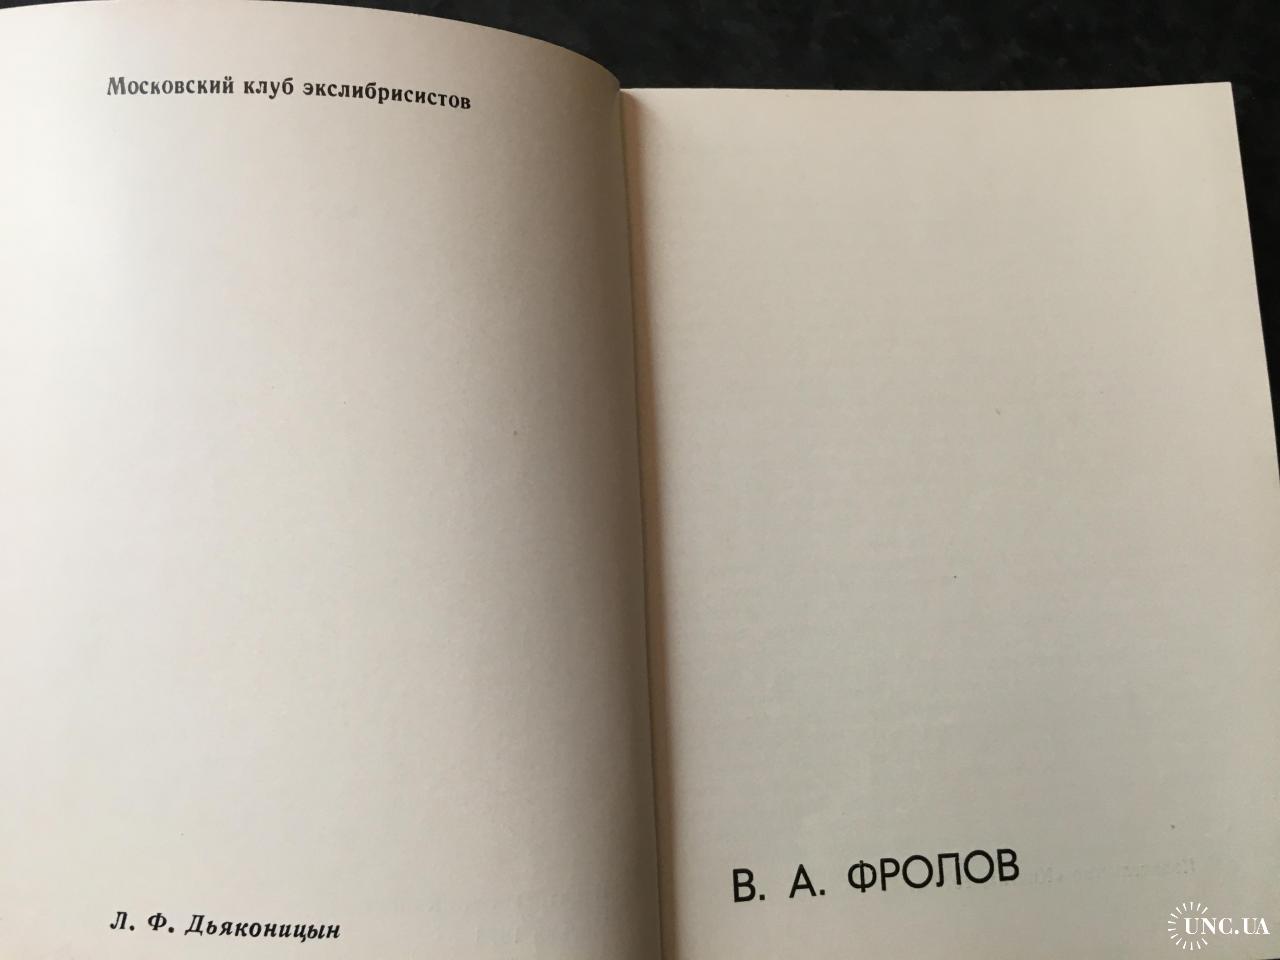 Московский клуб экслибрисистов
Л. Ф. Дьяконицын
В. А. ФРОЛОВ
UNC.UA